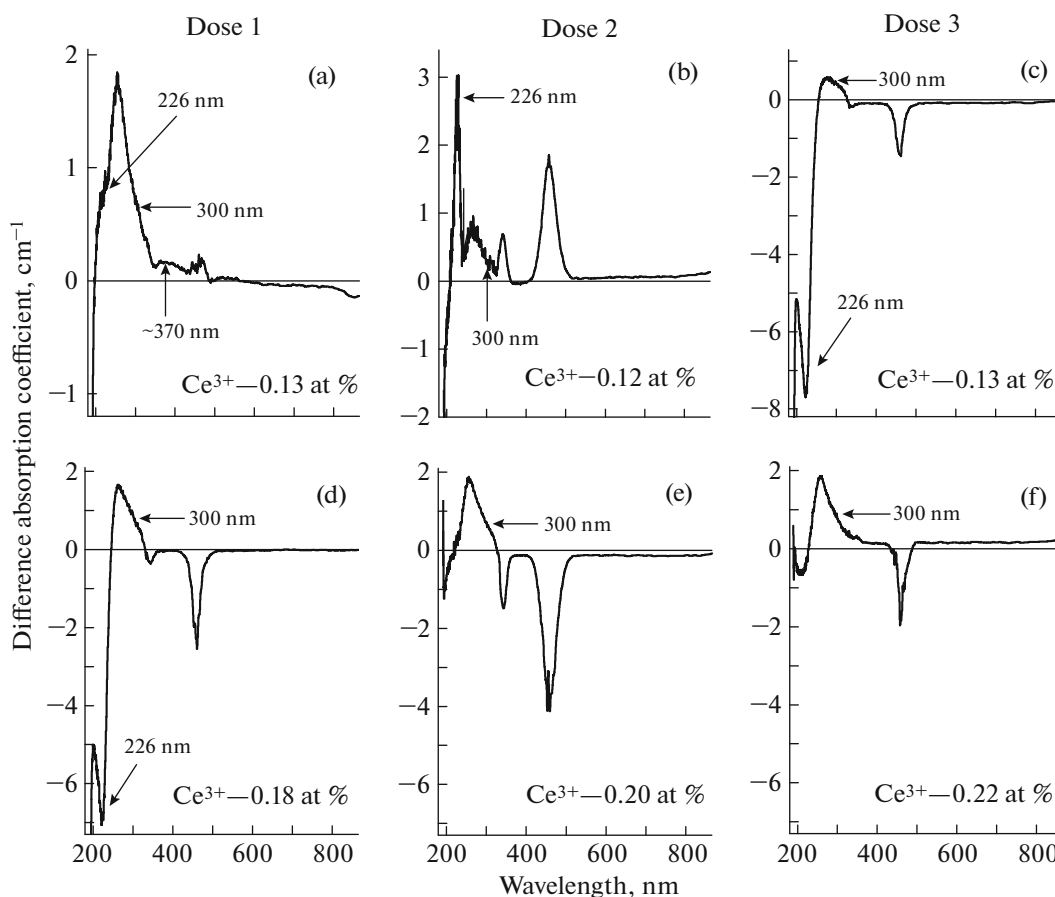 Dose 1
Dose 2
Dose 3
Difference absorption coefficient, cm⁻¹
2
1
0
−1
(a)
226 nm
300 nm
~370 nm
Ce³⁺—0.13 at %
3
2
1
0
−1
−2
(b)
226 nm
300 nm
Ce³⁺—0.12 at %
0
−2
−4
−6
−8
(c)
300 nm
226 nm
Ce³⁺—0.13 at %
2
0
−2
−4
−6
(d)
300 nm
226 nm
Ce³⁺—0.18 at %
200 400 600 800
2
0
−2
−4
−6
(e)
300 nm
Ce³⁺—0.20 at %
200 400 600 800
2
0
−2
−4
−6
(f)
300 nm
Ce³⁺—0.22 at %
200 400 600 800
Wavelength, nm